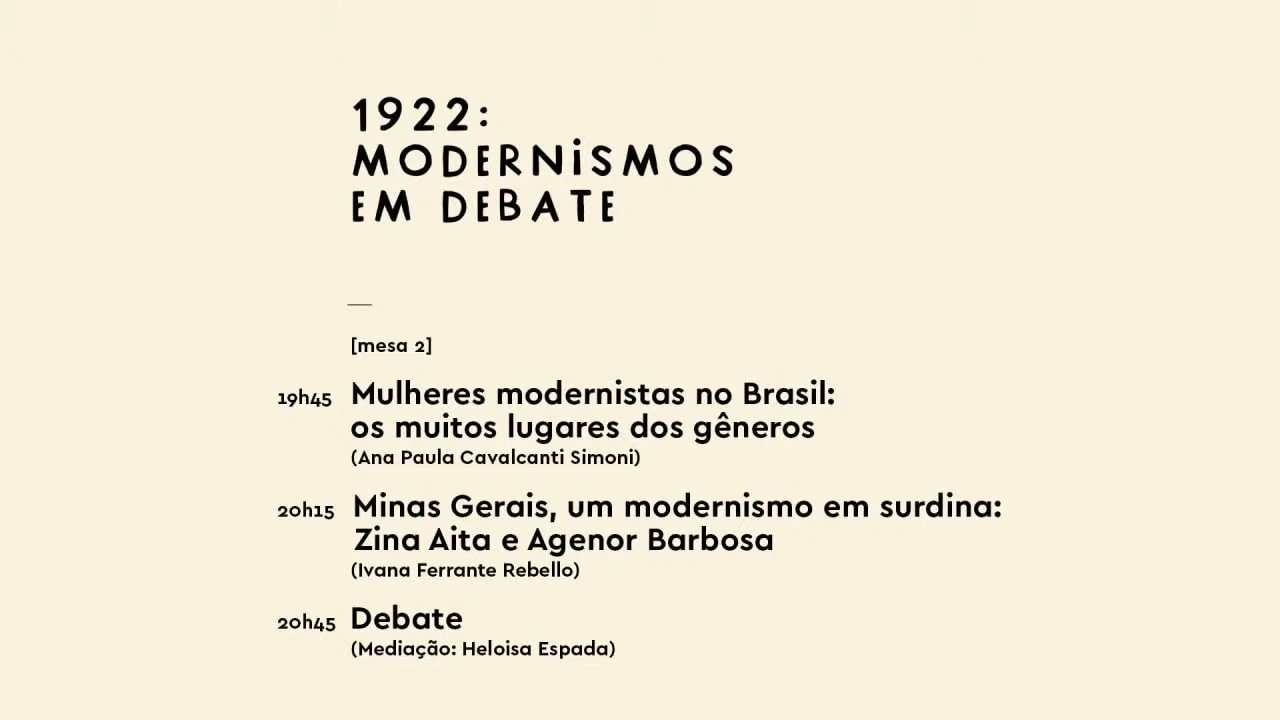 1922:
MODERNiSMOS
EM DEBATE
[mesa 2]
19h45 Mulheres modernistas no Brasil:
os muitos lugares dos gêneros
(Ana Paula Cavalcanti Simoni)
20h15 Minas Gerais, um modernismo em surdina:
Zina Aita e Agenor Barbosa
(Ivana Ferrante Rebello)
20h45 Debate
(Mediação: Heloisa Espada)